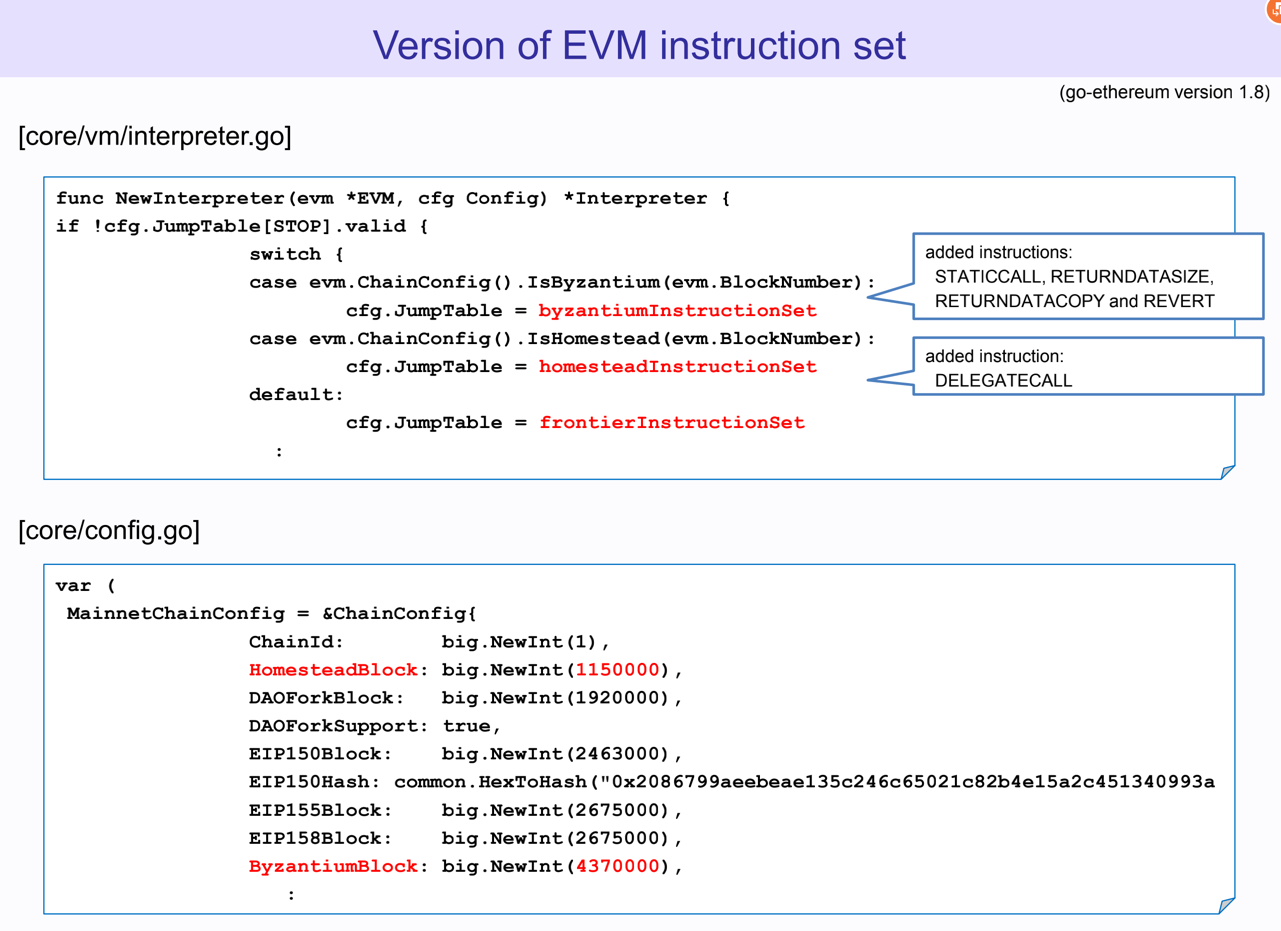 Version of EVM instruction set
(go-ethereum version 1.8)
[core/vm/interpreter.go]
func NewInterpreter(evm *EVM, cfg Config) *Interpreter {
if !cfg.JumpTable[STOP].valid {
switch {
case evm.ChainConfig().IsByzantium(evm.BlockNumber):
cfg.JumpTable = byzantiumInstructionSet
case evm.ChainConfig().IsHomestead(evm.BlockNumber):
cfg.JumpTable = homesteadInstructionSet
default:
cfg.JumpTable = frontierInstructionSet
:
added instructions:
STATICCALL, RETURNDATASIZE,
RETURNDATACOPY and REVERT
added instruction:
DELEGATECALL
[core/config.go]
var (
MainnetChainConfig = &ChainConfig{
ChainId: big.NewInt(1),
HomesteadBlock: big.NewInt(1150000),
DAOForkBlock: big.NewInt(1920000),
DAOForkSupport: true,
EIP150Block: big.NewInt(2463000),
EIP150Hash: common.HexToHash("0x2086799aeebeae135c246c65021c82b4e15a2c451340993a
EIP155Block: big.NewInt(2675000),
EIP158Block: big.NewInt(2675000),
ByzantiumBlock: big.NewInt(4370000),
: